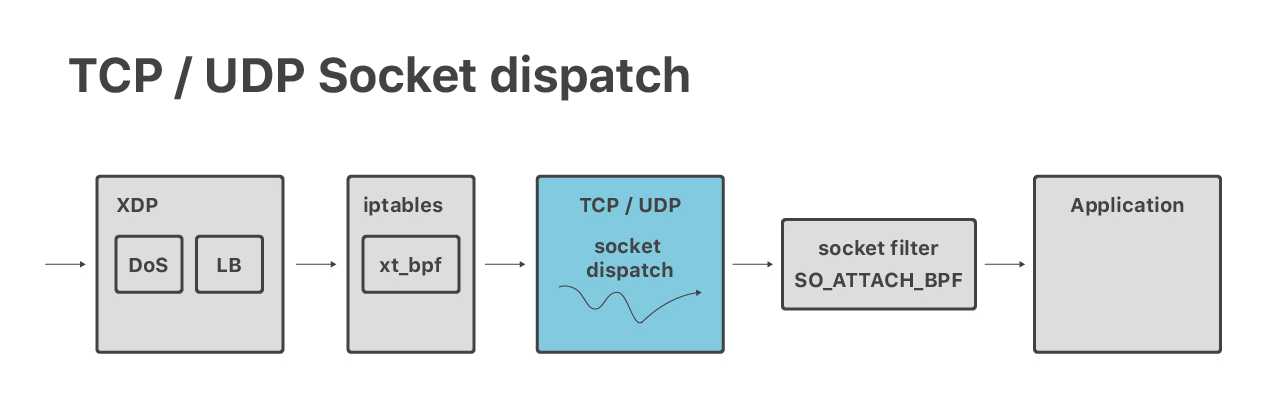 TCP / UDP Socket dispatch
XDP
DoS
LB
iptables
xt_bpf
TCP / UDP
socket
dispatch
socket filter
SO_ATTACH_BPF
Application